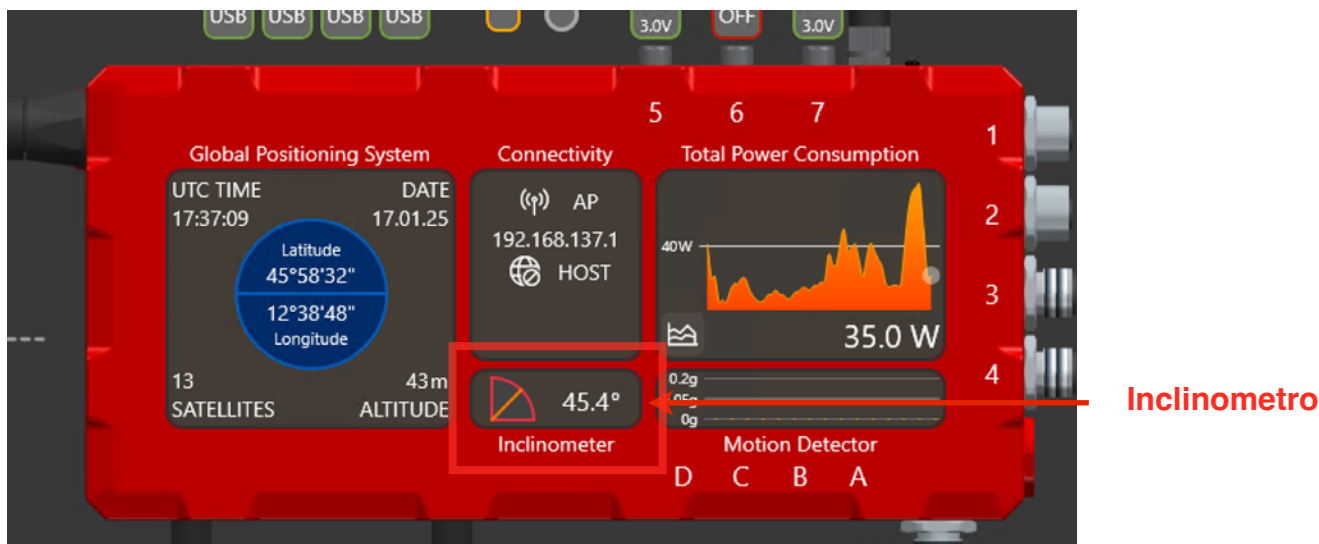 USB USB USB USB
3.0V OFF 3.0V
5 6 7
1
2
3
4
Global Positioning System
UTC TIME DATE
17:37:09 17.01.25
Latitude
45°58'32"
12°38'48"
Longitude
13 43m
SATELLITES ALTITUDE
Connectivity
AP
192.168.137.1
HOST
45.4°
Inclinometer
Total Power Consumption
40W
35.0 W
0.2g
0g
Motion Detector
D C B A
Inclinometro